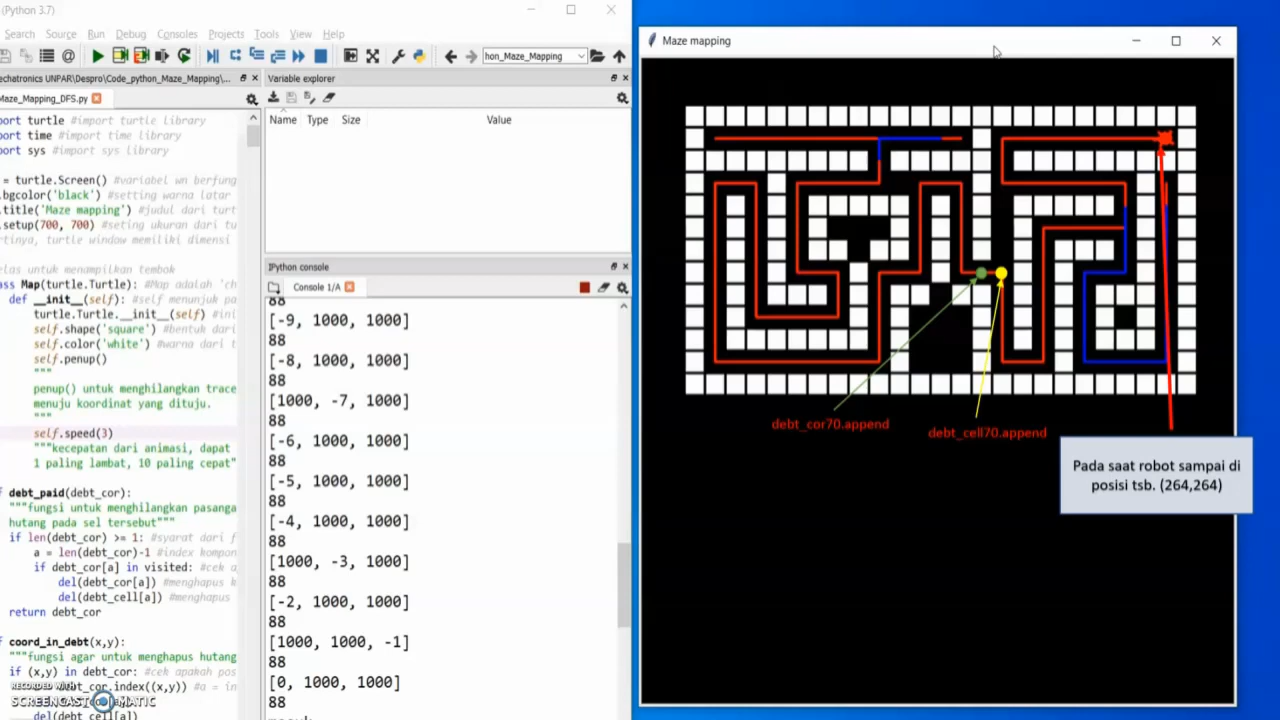 (Python 3.7)
Search Source Run Debug Consoles Projects Tools View Help
hon_Maze_Mapping
echatronics UNPAR/Despro/Code_python_Maze_Mapping/...
Maze_Mapping_DFS.py
port turtle #import turtle library
port time #import time library
port sys #import sys library
= turtle.Screen() #variabel wn berfung
.bgcolor('black') #setting warna latar
.title('Maze mapping') #judul dari turt
.setup(700, 700) #seting ukuran dari tu
rtinya, turtle window memiliki dimensi
elas untuk menampilkan tembok
ass Map(turtle.Turtle): #Map adalah 'ch
def __init__(self): #self menunjuk pa
turtle.Turtle.__init__(self) #ini
self.shape('square') #bentuk dari
self.color('white') #warna dari t
self.penup()
"""
penup() untuk menghilangkan trace
menuju koordinat yang dituju.
"""
self.speed(3)
"""kecepatan dari animasi, dapat
1 paling lambat, 10 paling cepat"
f debt_paid(debt_cor):
"""fungsi untuk menghilangkan pasanga
hutang pada sel tersebut"""
if len(debt_cor) >= 1: #syarat dari f
a = len(debt_cor)-1 #index kompon
if debt_cor[a] in visited: #cek a
del(debt_cor[a]) #menghapus k
del(debt_cell[a]) #menghapus
return debt_cor
f coord_in_debt(x,y):
"""fungsi agar untuk menghapus hutang
if (x,y) in debt_cor: #cek apakah pos
debt_cor.index((x,y)) #a = in
del(debt_cell[a])
RECORDED WITH
SCREENCAST MATIC
Variable explorer
Name Type Size Value
IPython console
Console 1/A
88
[-9, 1000, 1000]
88
[-8, 1000, 1000]
88
[1000, -7, 1000]
88
[-6, 1000, 1000]
88
[-5, 1000, 1000]
88
[-4, 1000, 1000]
88
[1000, -3, 1000]
88
[-2, 1000, 1000]
88
[1000, 1000, -1]
88
[0, 1000, 1000]
88
Maze mapping
debt_cor70.append
debt_cell70.append
Pada saat robot sampai di
posisi tsb. (264,264)